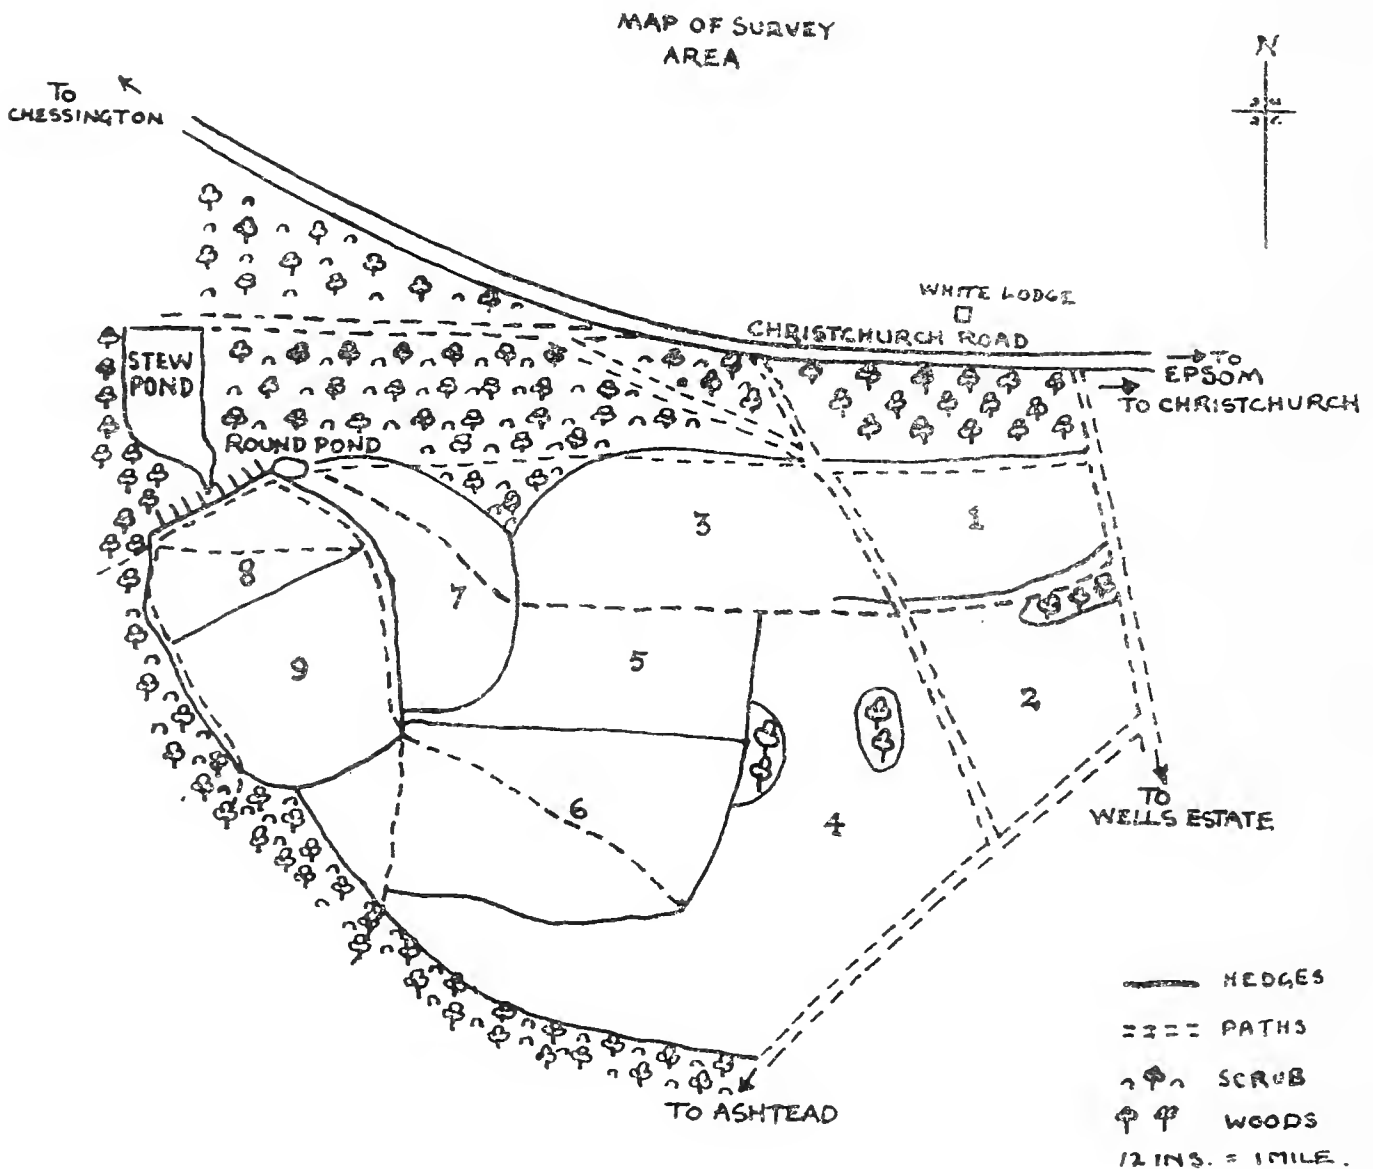 MAP OF SURVEY
AREA
N
TO
CHESSINGTON
WHITE LODGE
CHRISTCHURCH ROAD
TO
EPSOM
TO CHRISTCHURCH
STEW
POND
ROUND POND
3
1
8
7
5
9
2
6
4
TO
WELLS ESTATE
TO ASHTEAD
HEDGES
PATHS
SCRUB
WOODS
12 INS. = 1 MILE.